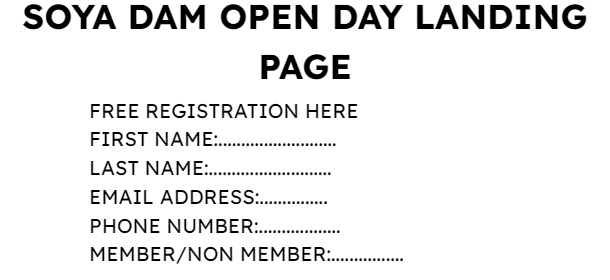 SOYA DAM OPEN DAY LANDING
PAGE
FREE REGISTRATION HERE
FIRST NAME:..........................
LAST NAME:...........................
EMAIL ADDRESS:...............
PHONE NUMBER:..................
MEMBER/NON MEMBER:................